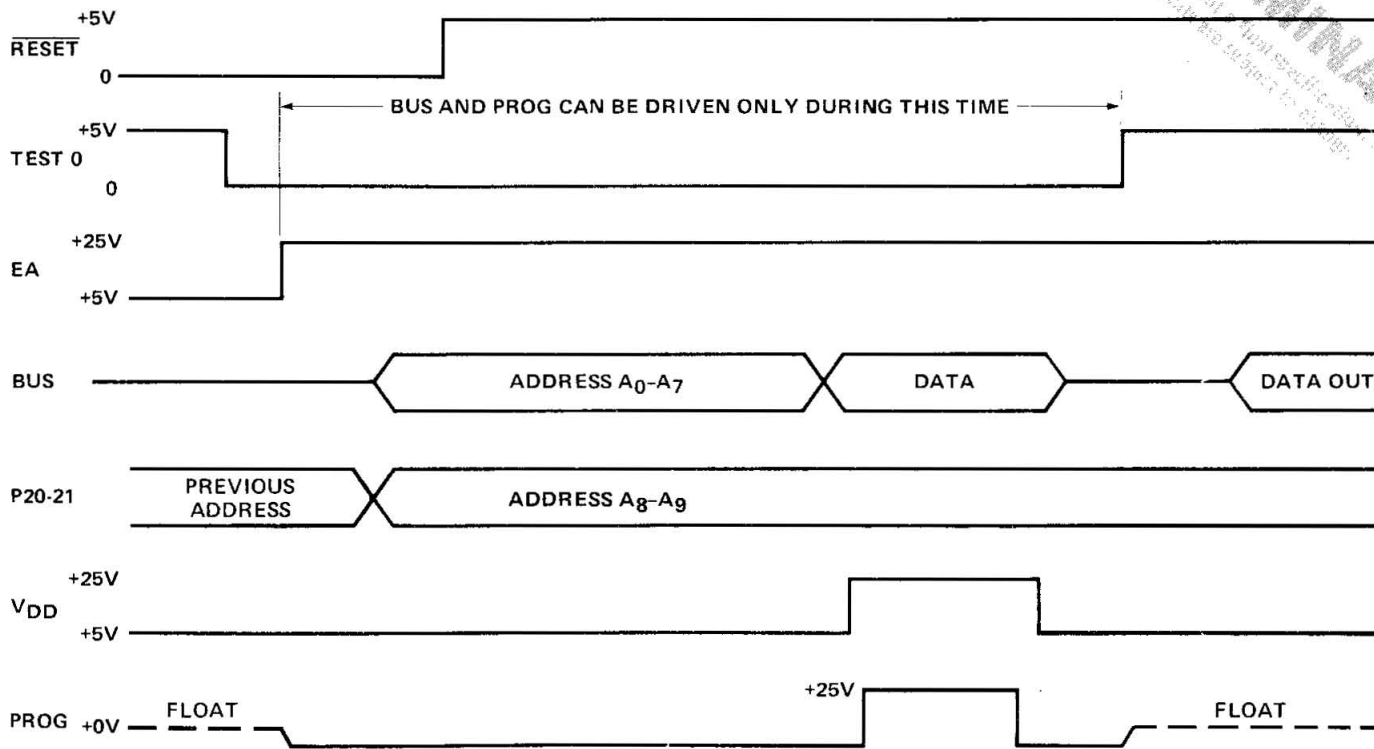 +5V
RESET
0
BUS AND PROG CAN BE DRIVEN ONLY DURING THIS TIME
+5V
TEST 0
0
+25V
EA
+5V
BUS
ADDRESS A0–A7
DATA
DATA OUT
P20-21
PREVIOUS
ADDRESS
ADDRESS A8–A9
+25V
VDD
+5V
+25V
PROG +0V FLOAT
FLOAT